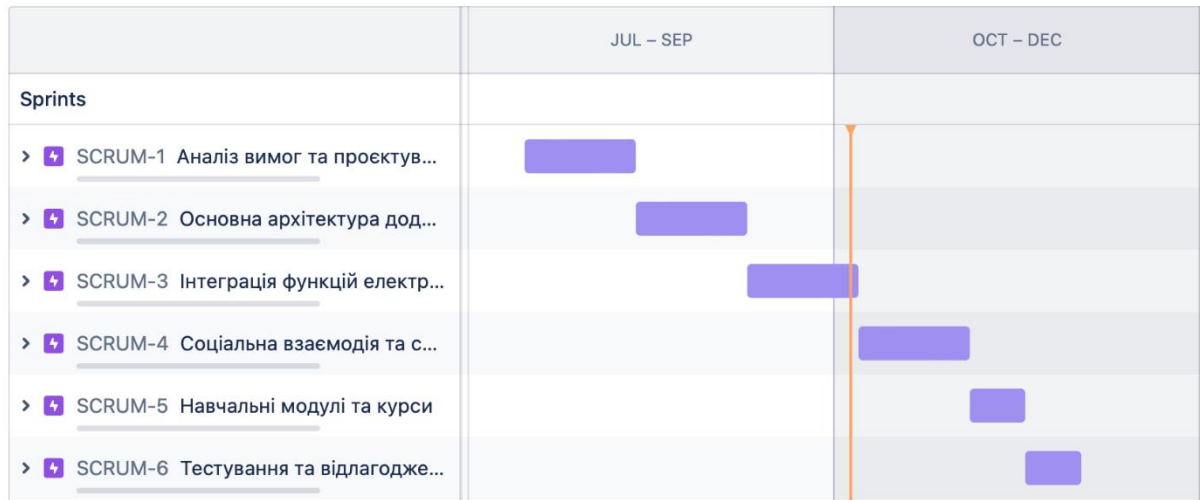 JUL – SEP
OCT – DEC
Sprints
SCRUM-1 Аналіз вимог та проєктув...
SCRUM-2 Основна архітектура дод...
SCRUM-3 Інтеграція функцій електр...
SCRUM-4 Соціальна взаємодія та с...
SCRUM-5 Навчальні модулі та курси
SCRUM-6 Тестування та відлагодже...